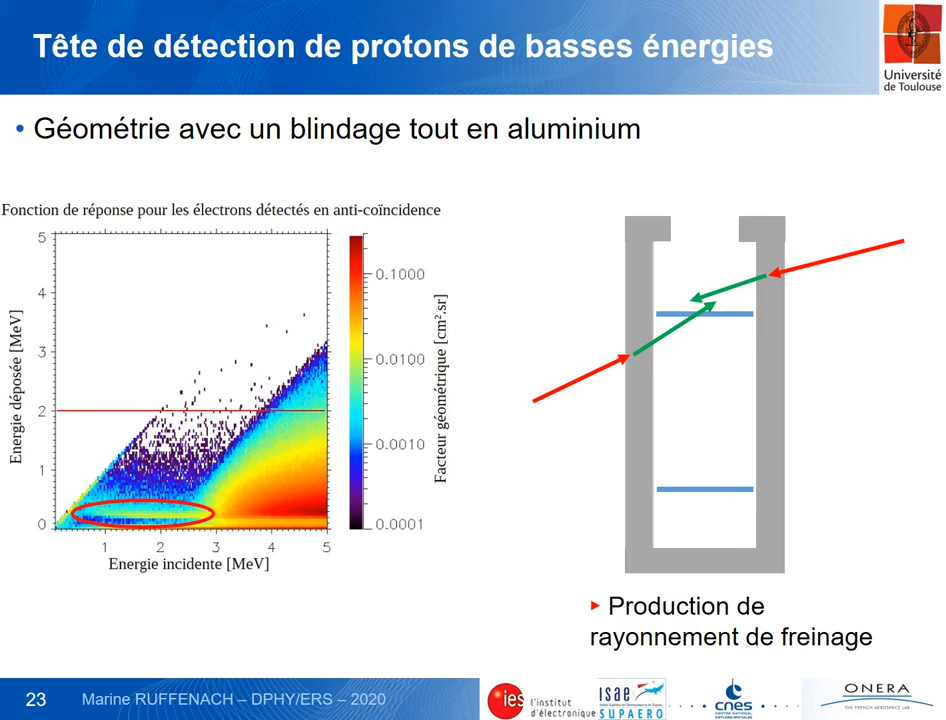 Tête de détection de protons de basses énergies
Université
de Toulouse
• Géométrie avec un blindage tout en aluminium
Fonction de réponse pour les électrons détectés en anti-coïncidence
Energie déposée [MeV]
5
4
3
2
1
0
1 2 3 4 5
Energie incidente [MeV]
0.1000
0.0100
0.0010
0.0001
Facteur géométrique [cm².sr]
Production de
rayonnement de freinage
23
Marine RUFFENACH – DPHY/ERS – 2020
ies
l'institut
d'électronique
isae
SUPAERO
cnes
ONERA
THE FRENCH AEROSPACE LAB